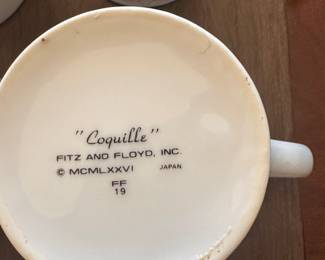 "Coquille"
FITZ AND FLOYD, INC.
© MCMLXXVI JAPAN
FF
19